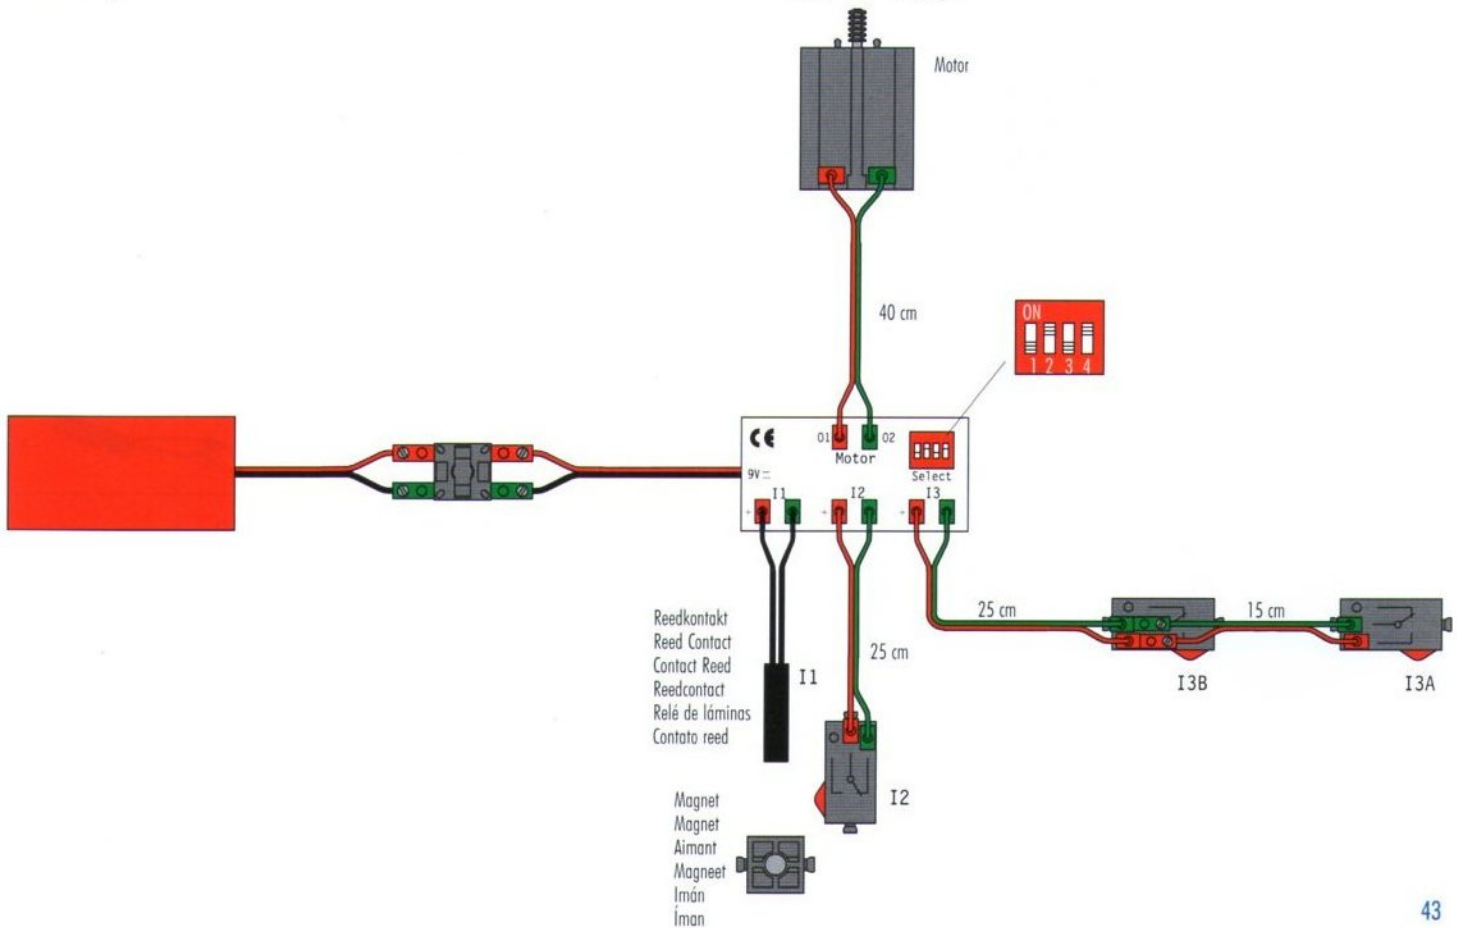 Motor
40 cm
ON
1 2 3 4
CE
01 02
Motor
9V
Select
I1 I2 I3
+ + +
25 cm
15 cm
I3B
I3A
Reedkontakt
Reed Contact
Contact Reed
Reedcontact
Relé de láminas
Contato reed
I1
25 cm
I2
Magnet
Magnet
Aimant
Magneet
Imán
Íman
43